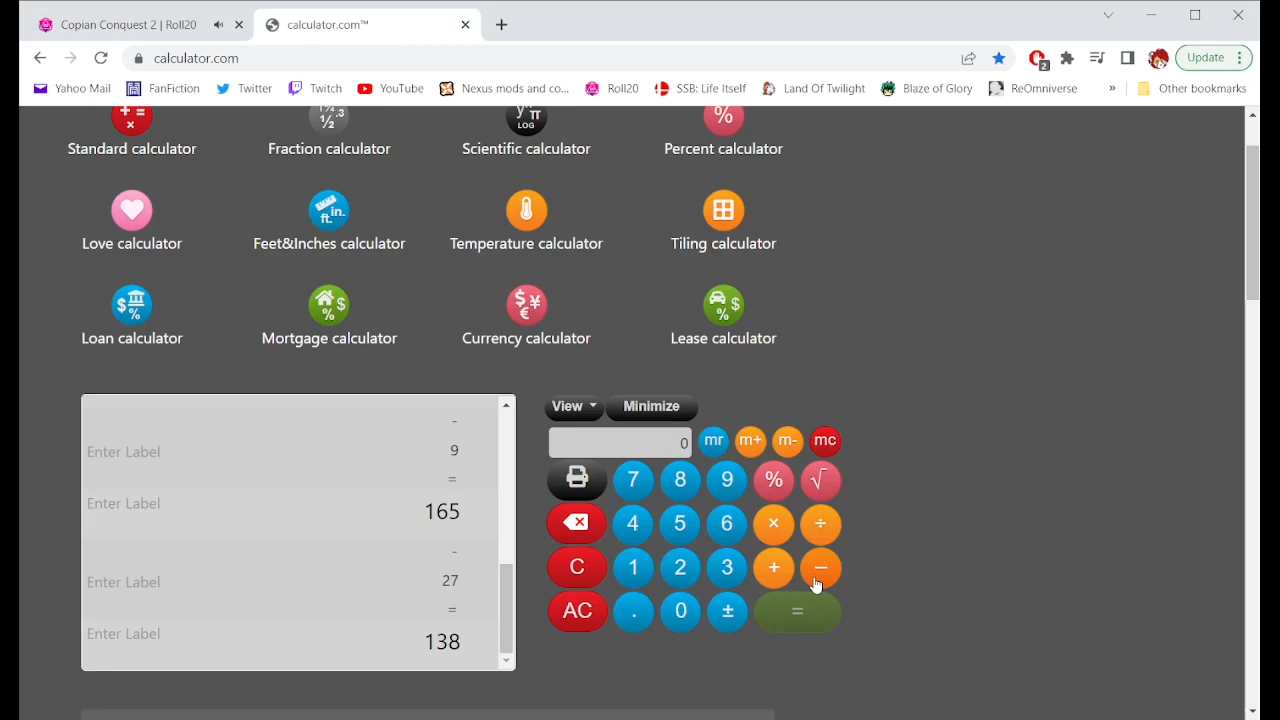 Copian Conquest 2 | Roll20
calculator.com™
calculator.com
2
Update
Yahoo Mail
FanFiction
Twitter
Twitch
YouTube
Nexus mods and co...
Roll20
SSB: Life Itself
Land Of Twilight
Blaze of Glory
ReOmniverse
»
Other bookmarks
Standard calculator
Fraction calculator
LOG
Scientific calculator
%
Percent calculator
Love calculator
ft. in.
Feet&Inches calculator
Temperature calculator
Tiling calculator
$ %
Loan calculator
$ %
Mortgage calculator
$ ¥ €
Currency calculator
$ %
Lease calculator
-
Enter Label 9
=
Enter Label 165
-
Enter Label 27
=
Enter Label 138
View Minimize
0 mr m+ m- mc
7 8 9 % √
4 5 6 × ÷
C 1 2 3 + −
AC . 0 ± =